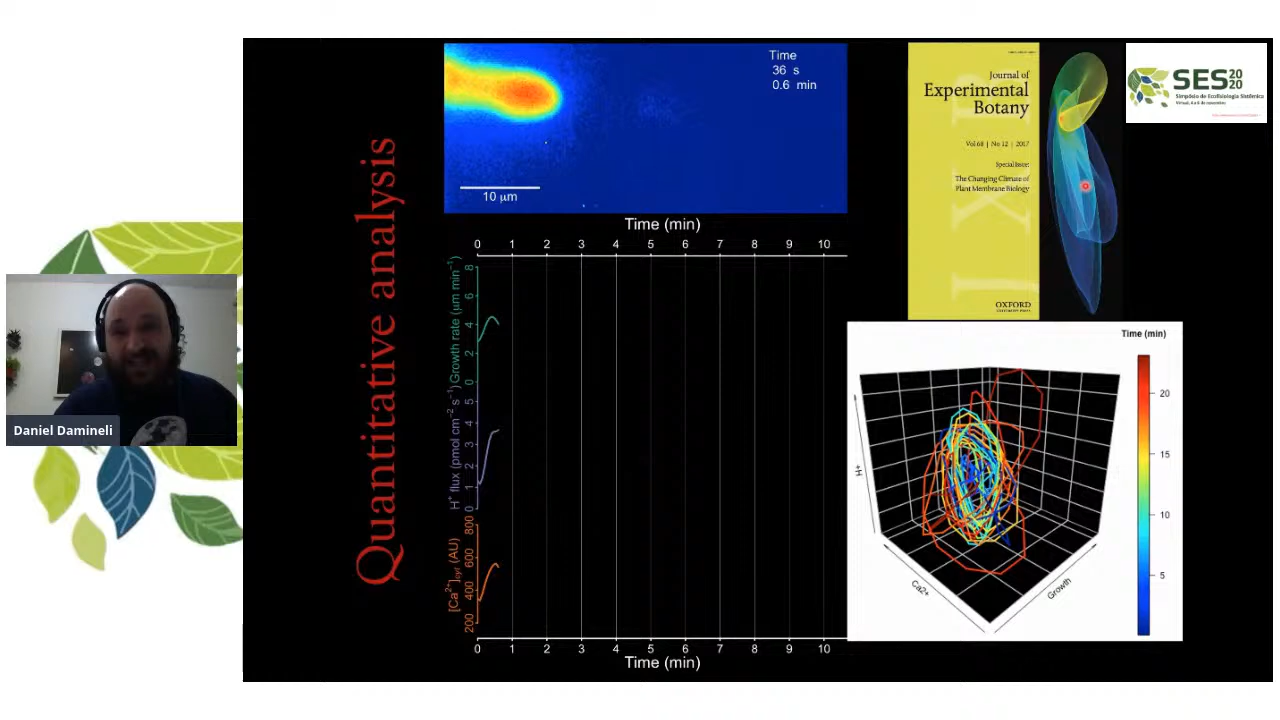 Daniel Damineli
Quantitative analysis
Time
36 s
0.6 min
10 μm
Time (min)
0 1 2 3 4 5 6 7 8 9 10
Growth rate (μm min⁻¹)
0 2 4 6 8
H⁺ flux (pmol cm⁻² s⁻¹)
0 1 2 3 4 5
[Ca²⁺]cyt (AU)
200 400 600 800
0 1 2 3 4 5 6 7 8 9 10
Time (min)
Journal of
Experimental
Botany
Vol 68 | No 12 | 2017
Special Issue:
The Changing Climate of
Plant Membrane Biology
OXFORD
SES 20
20
Simpósio de Ecofisiologia Sistêmica
Time (min)
20
15
10
5
H+
Ca2+
Growth